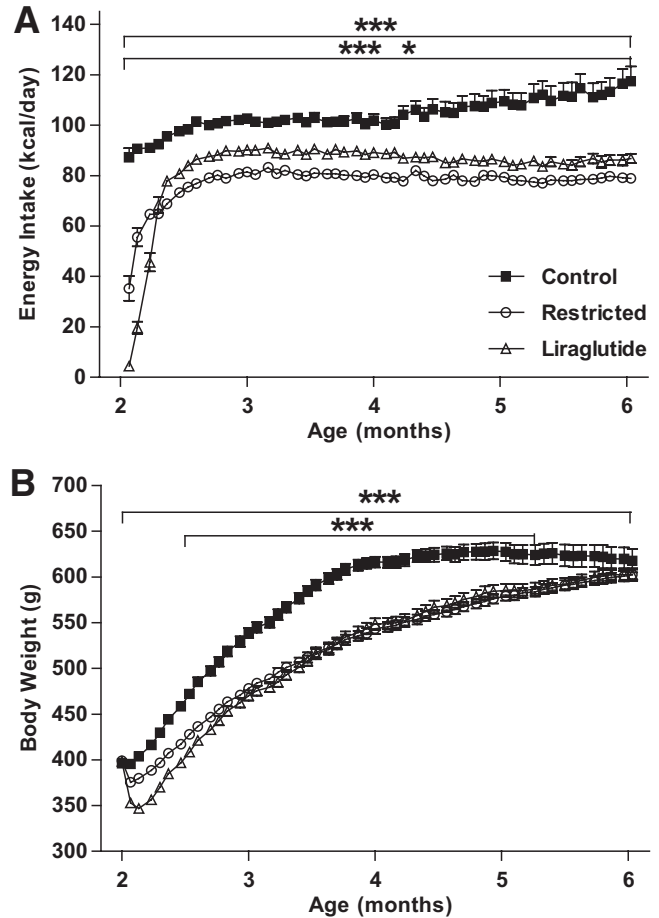 A
***
*** *
140
120
100
80
60
40
20
0
Energy Intake (kcal/day)
Control
Restricted
Liraglutide
2 3 4 5 6
Age (months)
B
***
***
700
650
600
550
500
450
400
350
300
Body Weight (g)
2 3 4 5 6
Age (months)